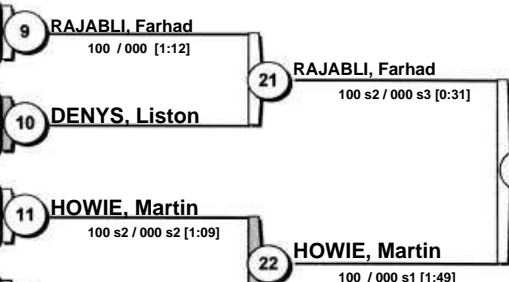 9
RAJABLI, Farhad
100 / 000 [1:12]
21
RAJABLI, Farhad
100 s2 / 000 s3 [0:31]
10
DENYS, Liston
11
HOWIE, Martin
100 s2 / 000 s2 [1:09]
22
HOWIE, Martin
100 / 000 s1 [1:49]